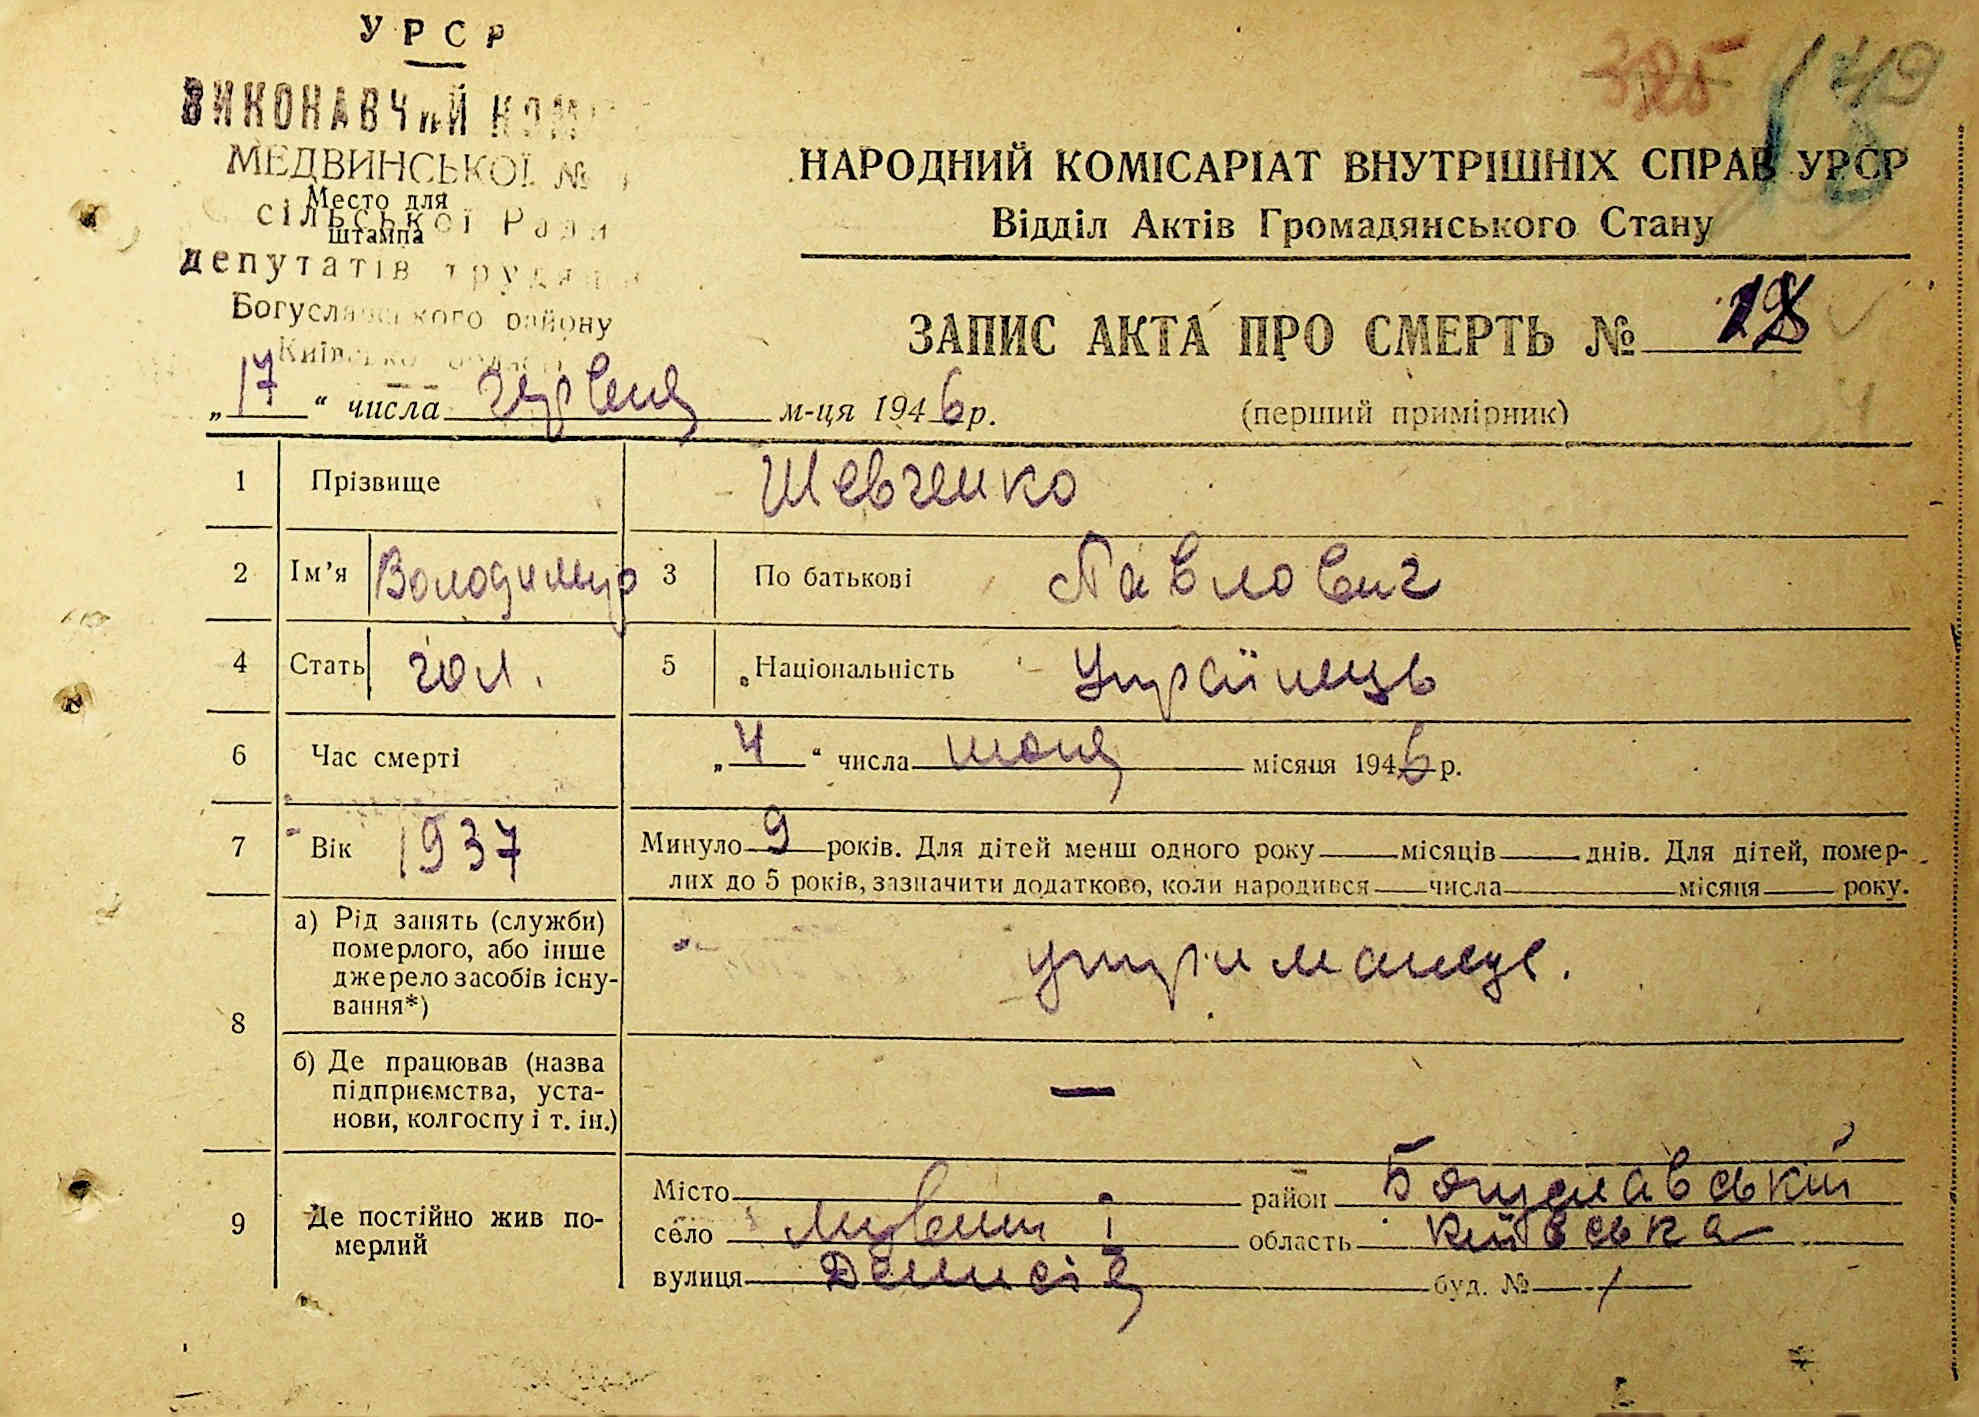 УРСР
ВИКОНАВЧИЙ КОМ
МЕДВИНСЬКОЇ №
Место для
сільської Ради
штампа
депутатів трудящ
Богуславського району
Київсько
НАРОДНИЙ КОМІСАРІАТ ВНУТРІШНІХ СПРАВ УРСР
Відділ Актів Громадянського Стану
ЗАПИС АКТА ПРО СМЕРТЬ №
„17“ числа червня м-ця 1946 р.
(перший примірник)
1 Прізвище Шевченко
2 Ім’я Володимир 3 По батькові Павлович
4 Стать чол. 5 Національність Українець
6 Час смерті „4“ числа июня місяця 1946 р.
7 Вік 1937 Минуло 9 років. Для дітей менш одного року місяців днів. Для дітей, помер-
лих до 5 років, зазначити додатково, коли народився числа місяця року.
8 а) Рід занять (служби)
померлого, або інше
джерело засобів існу-
вання*)
утриманець.
б) Де працював (назва
підприємства, уста-
нови, колгоспу і т. ін.)
—
9 Де постійно жив по-
мерлий
Місто район Богуславський
село область Київська
вулиця буд. №